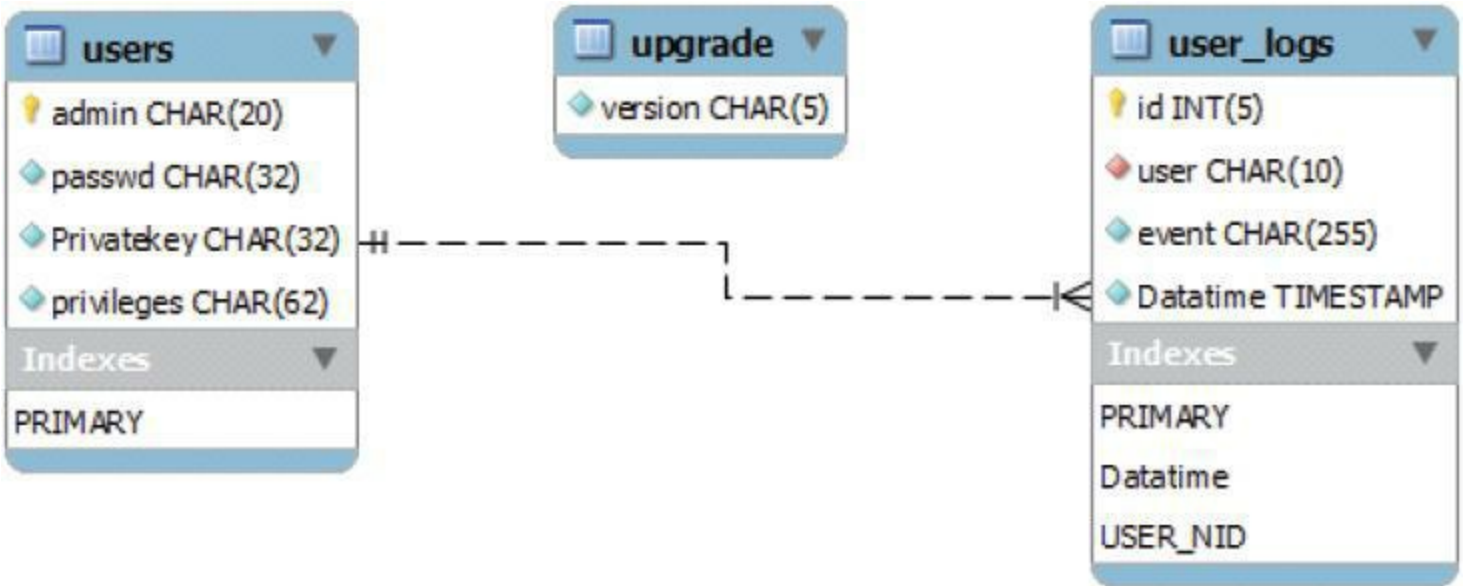 users
admin CHAR(20)
passwd CHAR(32)
Privatekey CHAR(32)
privileges CHAR(62)
Indexes
PRIMARY
upgrade
version CHAR(5)
user_logs
id INT(5)
user CHAR(10)
event CHAR(255)
Datatime TIMESTAMP
Indexes
PRIMARY
Datatime
USER_NID